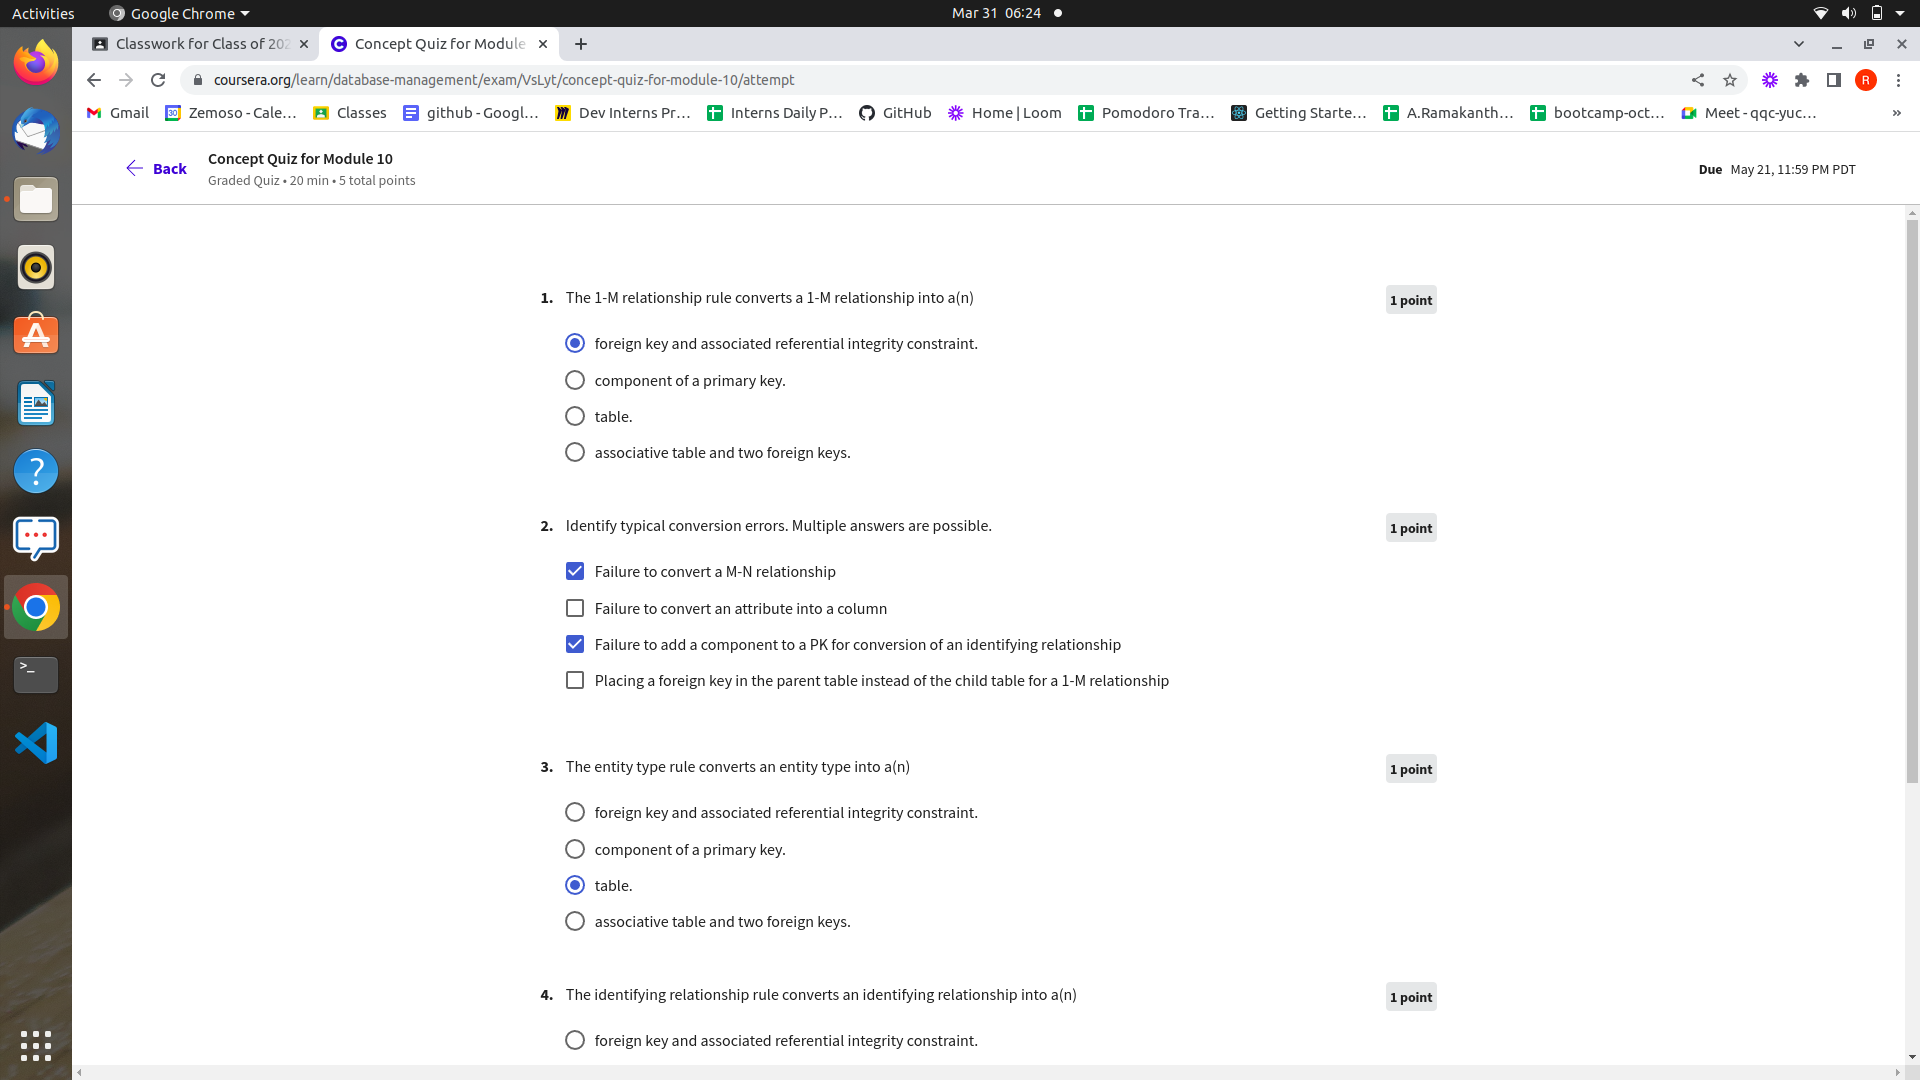 Activities
Google Chrome
Mar 31 06:24
Classwork for Class of 202
Concept Quiz for Module
coursera.org/learn/database-management/exam/VsLyt/concept-quiz-for-module-10/attempt
R
Gmail
30
Zemoso - Cale...
Classes
github - Googl...
Dev Interns Pr...
Interns Daily P...
GitHub
Home | Loom
Pomodoro Tra...
Getting Starte...
A.Ramakanth...
bootcamp-oct...
Meet - qqc-yuc...
»
Back
Concept Quiz for Module 10
Graded Quiz • 20 min • 5 total points
Due May 21, 11:59 PM PDT
1. The 1-M relationship rule converts a 1-M relationship into a(n)
1 point
foreign key and associated referential integrity constraint.
component of a primary key.
table.
associative table and two foreign keys.
2. Identify typical conversion errors. Multiple answers are possible.
1 point
Failure to convert a M-N relationship
Failure to convert an attribute into a column
Failure to add a component to a PK for conversion of an identifying relationship
Placing a foreign key in the parent table instead of the child table for a 1-M relationship
3. The entity type rule converts an entity type into a(n)
1 point
foreign key and associated referential integrity constraint.
component of a primary key.
table.
associative table and two foreign keys.
4. The identifying relationship rule converts an identifying relationship into a(n)
1 point
foreign key and associated referential integrity constraint.